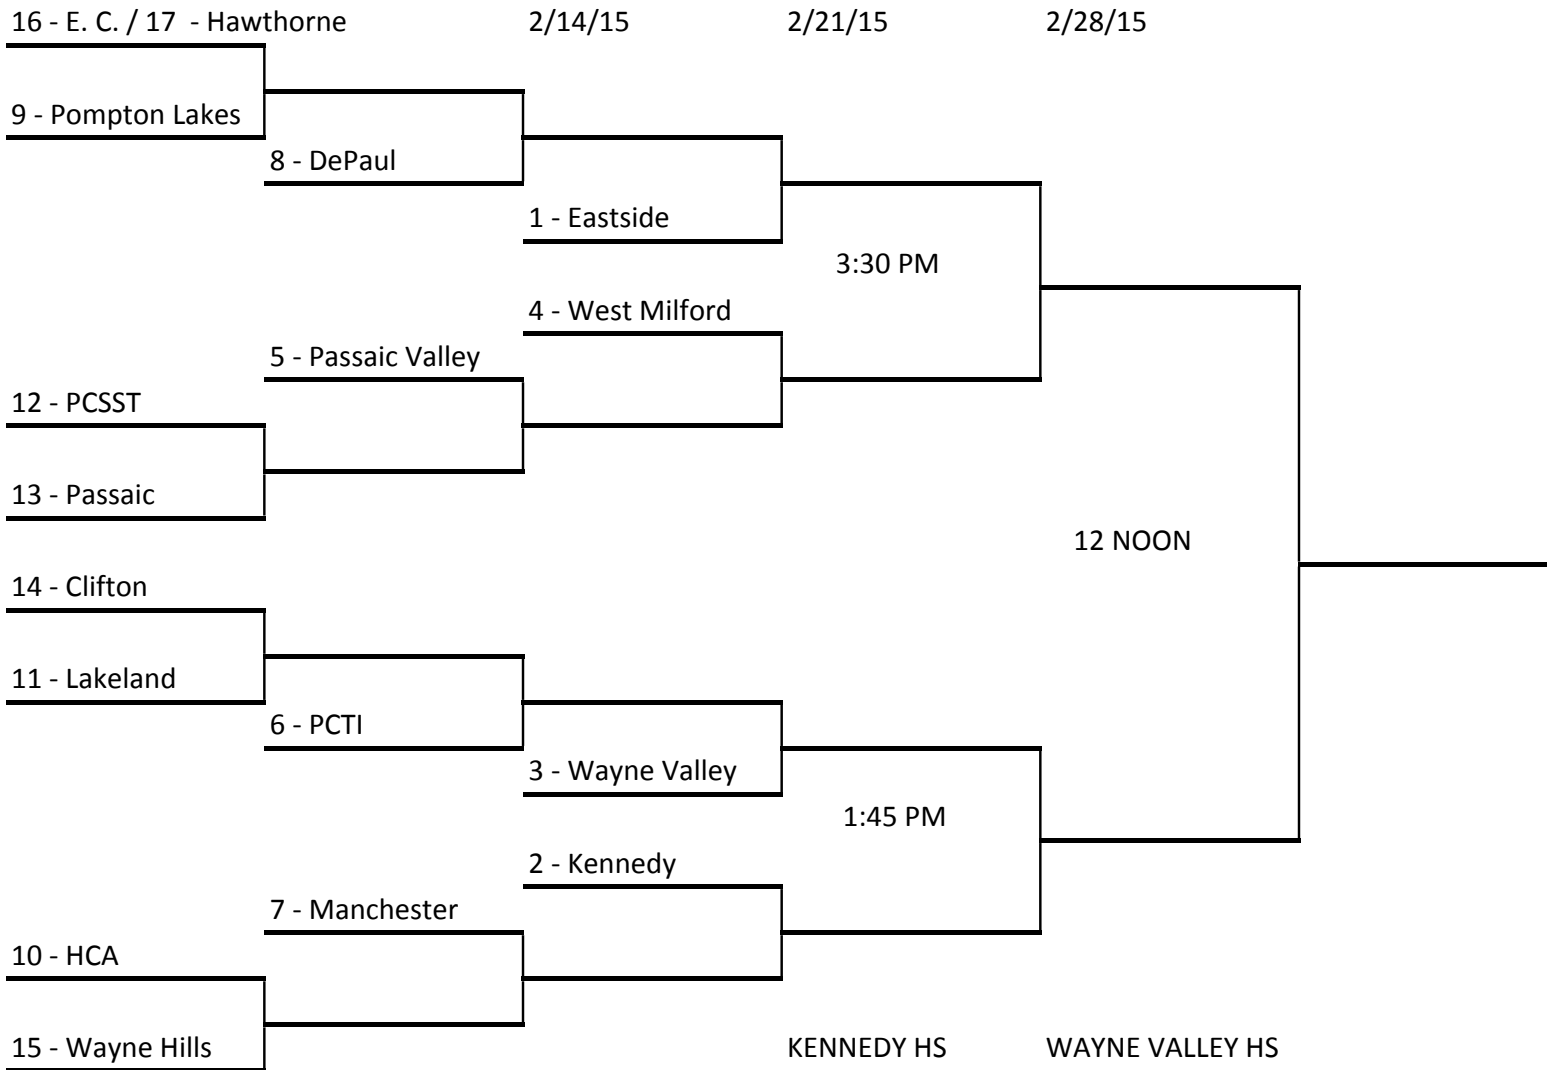 16 - E. C. / 17  - Hawthorne 2/14/15 2/21/15 2/28/15
9 - Pompton Lakes
8 - DePaul
1 - Eastside
3:30 PM
4 - West Milford
5 - Passaic Valley
12 - PCSST
13 - Passaic
12 NOON
14 - Clifton
11 - Lakeland
6 - PCTI
3 - Wayne Valley
1:45 PM
2 - Kennedy
7 - Manchester
10 - HCA
15 - Wayne Hills KENNEDY HS WAYNE VALLEY HS